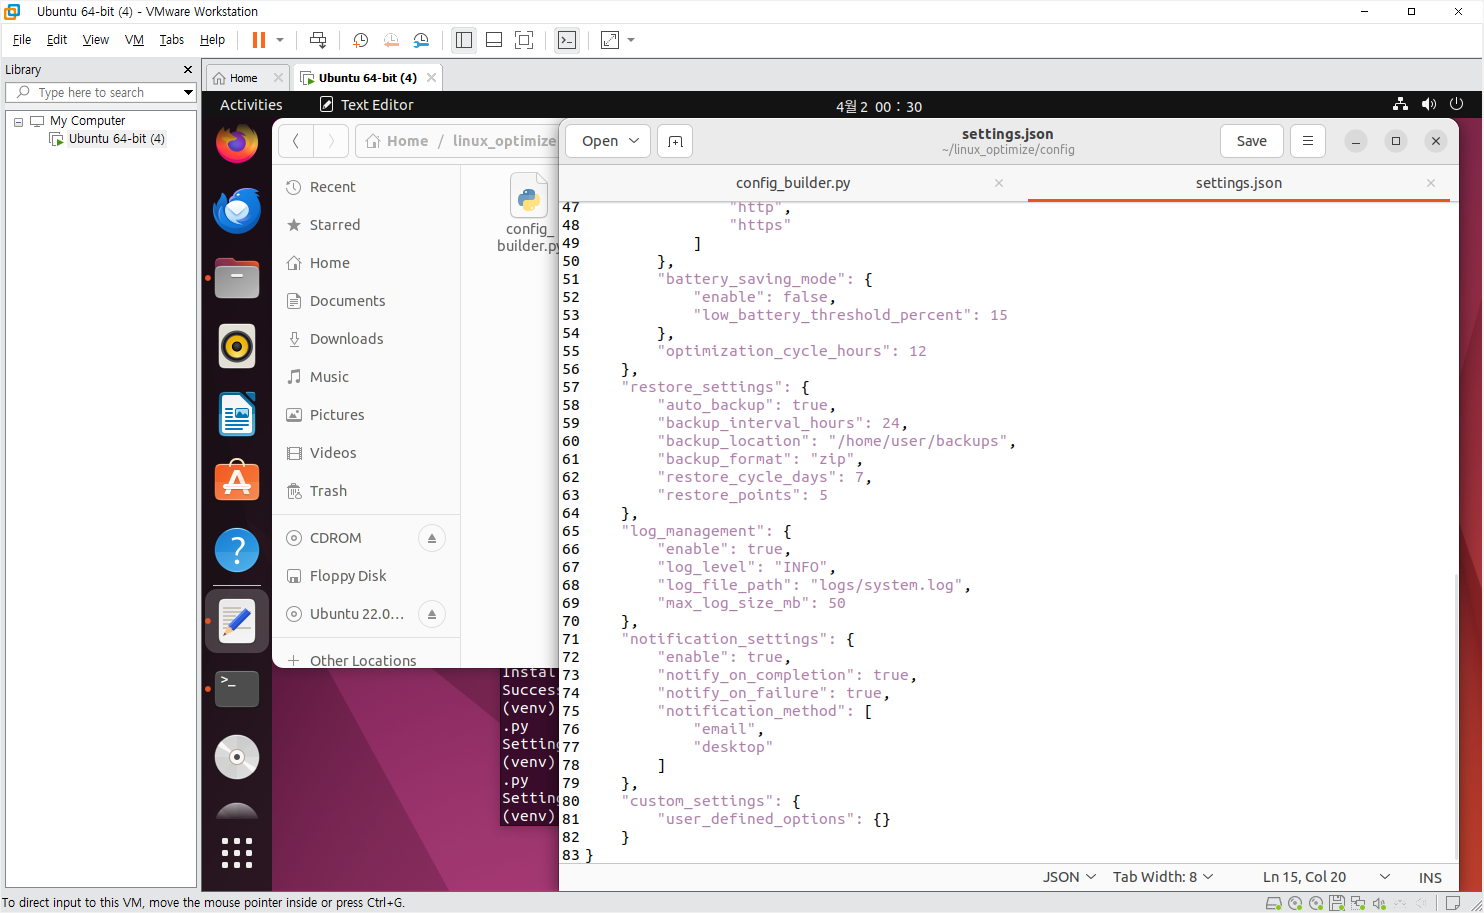 Ubuntu 64-bit (4) - VMware Workstation
File Edit View VM Tabs Help
Library
Type here to search
My Computer
Ubuntu 64-bit (4)
Home
Ubuntu 64-bit (4)
Activities
Text Editor
4월 2 00 : 30
Home / linux_optimize
Recent
Starred
Home
Documents
Downloads
Music
Pictures
Videos
Trash
CDROM
Floppy Disk
Ubuntu 22.0...
Other Locations
config_
builder.py
Instal
Success
(venv)
.py
Setting
(venv)
.py
Setting
(venv)
Open
settings.json
~/linux_optimize/config
Save
config_builder.py
settings.json
47 "http",
48 "https"
49 ]
50 },
51 "battery_saving_mode": {
52 "enable": false,
53 "low_battery_threshold_percent": 15
54 },
55 "optimization_cycle_hours": 12
56 },
57 "restore_settings": {
58 "auto_backup": true,
59 "backup_interval_hours": 24,
60 "backup_location": "/home/user/backups",
61 "backup_format": "zip",
62 "restore_cycle_days": 7,
63 "restore_points": 5
64 },
65 "log_management": {
66 "enable": true,
67 "log_level": "INFO",
68 "log_file_path": "logs/system.log",
69 "max_log_size_mb": 50
70 },
71 "notification_settings": {
72 "enable": true,
73 "notify_on_completion": true,
74 "notify_on_failure": true,
75 "notification_method": [
76 "email",
77 "desktop"
78 ]
79 },
80 "custom_settings": {
81 "user_defined_options": {}
82 }
83 }
JSON
Tab Width: 8
Ln 15, Col 20
INS
To direct input to this VM, move the mouse pointer inside or press Ctrl+G.